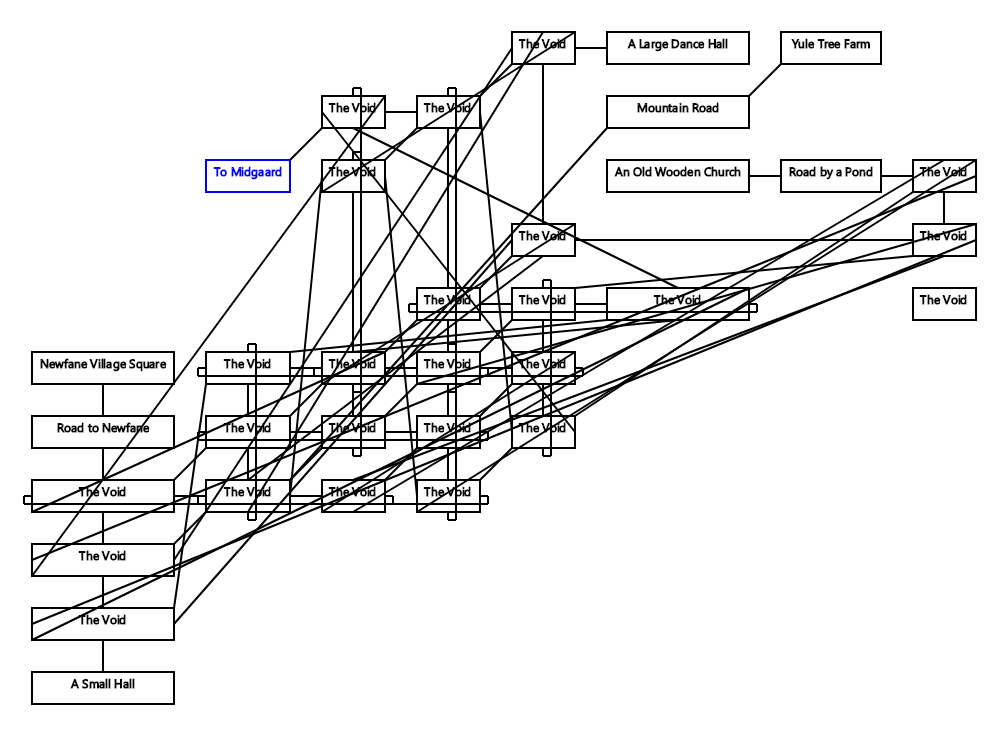 The Void
A Large Dance Hall
Yule Tree Farm
The Void
The Void
Mountain Road
To Midgaard
The Void
An Old Wooden Church
Road by a Pond
The Void
The Void
The Void
The Void
The Void
The Void
The Void
Newfane Village Square
The Void
The Void
The Void
The Void
Road to Newfane
The Void
The Void
The Void
The Void
The Void
The Void
The Void
The Void
The Void
The Void
A Small Hall